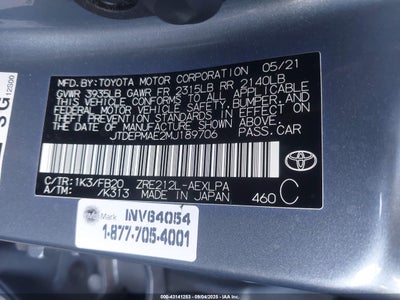 MFD. BY:TOYOTA MOTOR CORPORATION 05/21
GVWR 3935LB GAWR FR 2315LB RR 2140LB
THIS VEHICLE CONFORMS TO ALL APPLICABLE
FEDERAL MOTOR VEHICLE SAFETY, BUMPER, AND
THEFT PREVENTION STANDARDS IN EFFECT ON
THE DATE OF MANUFACTURE SHOWN ABOVE.
JTDEPMAE2MJ189706 PASS.CAR
C/TR: 1K3/FB20 ZRE212L-AEXLPA
A/TM: /K313 MADE IN JAPAN 460 C
TOYOTA
Mark
INV64054
1-877-705-4001
000-43141253 - 09/04/2025 -